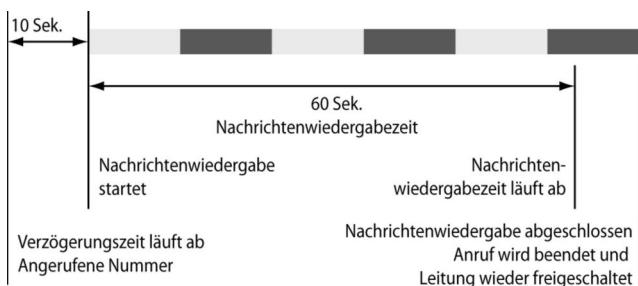 10 Sek.
60 Sek.
Nachrichtenwiedergabezeit
Nachrichtenwiedergabe
startet
Nachrichten-
wiedergabezeit läuft ab
Verzögerungszeit läuft ab
Angerufene Nummer
Nachrichtenwiedergabe abgeschlossen
Anruf wird beendet und
Leitung wieder freigeschaltet